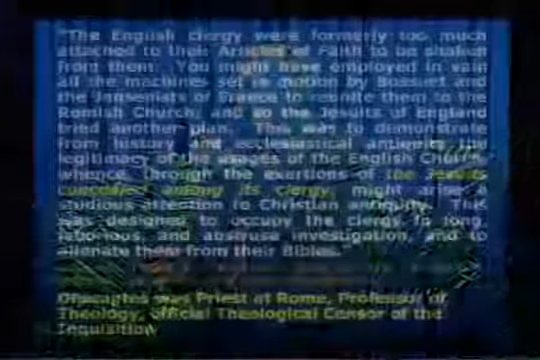 "The English clergy were formerly too much
attached to their Articles of Faith to be shaken
from them. You might have employed in vain
all the machines set in motion by Bossuet and
the Jansenists of France to reunite them to the
Romish Church; and so the Jesuits of England
tried another plan. This was to demonstrate
from history and ecclesiastical antiquity the
legitimacy of the usages of the English Church,
whence, through the exertions of the Jesuits
concealed among its clergy, might arise a
studious attention to Christian antiquity. This
was designed to occupy the clergy in long,
laborious, and abstruse investigation, and to
alienate them from their Bibles."
was Priest at Rome, Professor of
Theology, official Theological Censor of the
Inquisition